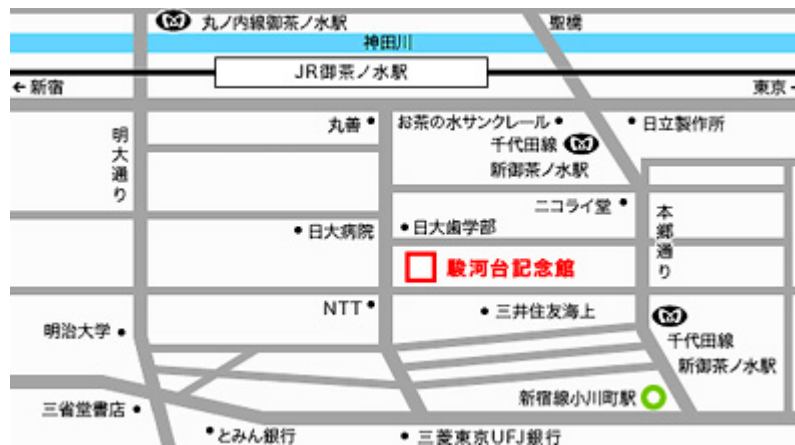 丸ノ内線御茶ノ水駅
聖橋
神田川
JR御茶ノ水駅
←新宿
東京
丸善
お茶の水サンクレール
日立製作所
千代田線
新御茶ノ水駅
明大通り
ニコライ堂
本郷通り
日大病院
日大歯学部
駿河台記念館
NTT
三井住友海上
明治大学
千代田線
新御茶ノ水駅
新宿線小川町駅
三省堂書店
とみん銀行
三菱東京UFJ銀行